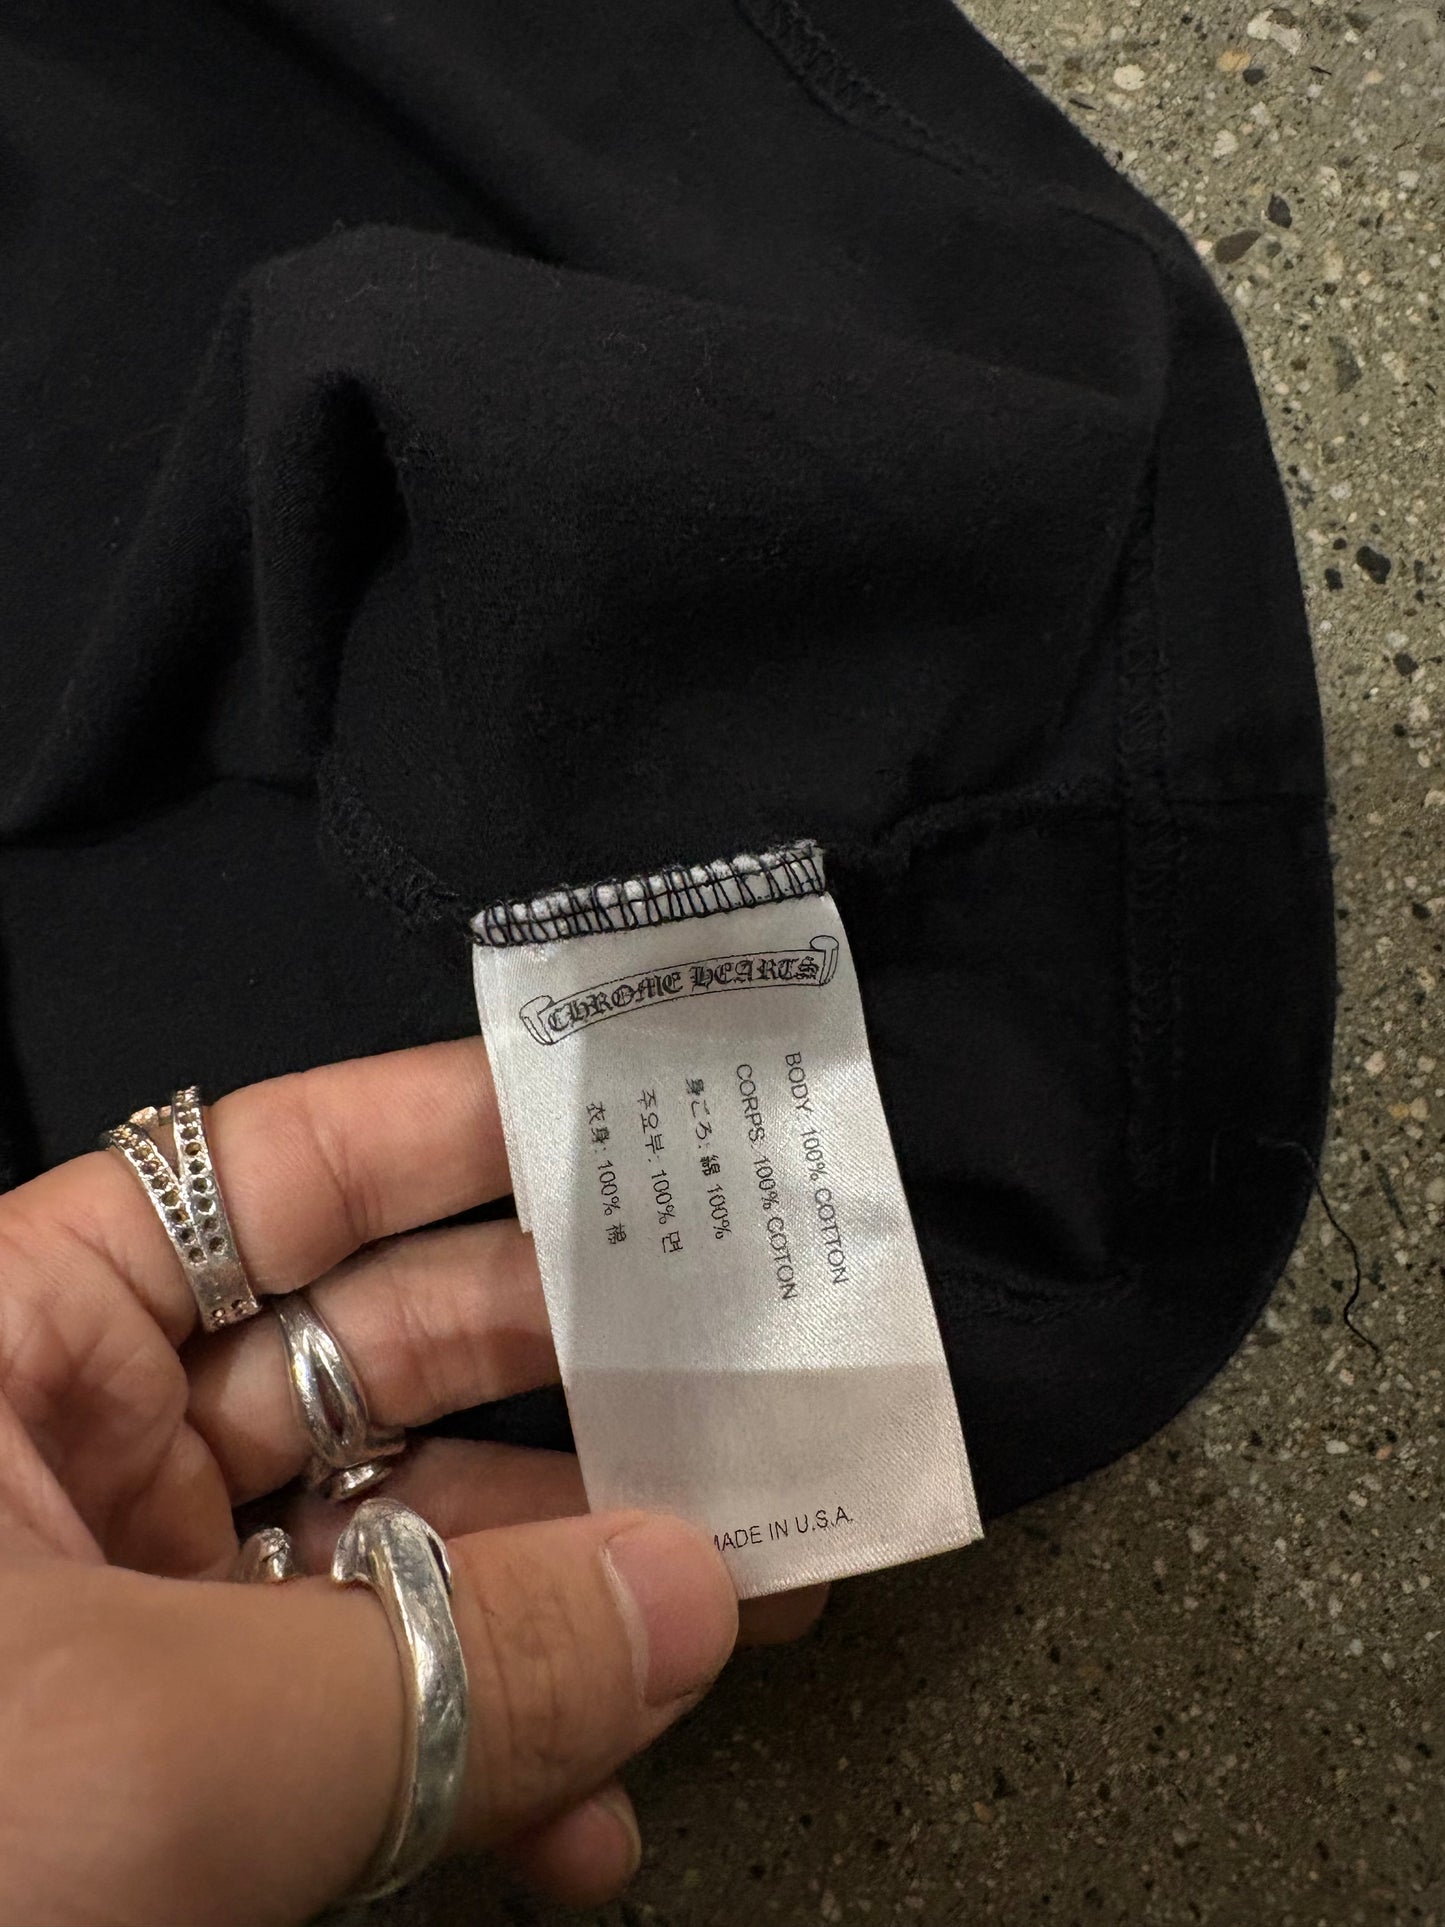 CHROME HEARTS
BODY 100% COTTON
CORPS: 100% COTON
身ごろ: 綿 100%
주요부: 100% 면
衣身: 100% 棉
MADE IN U.S.A.